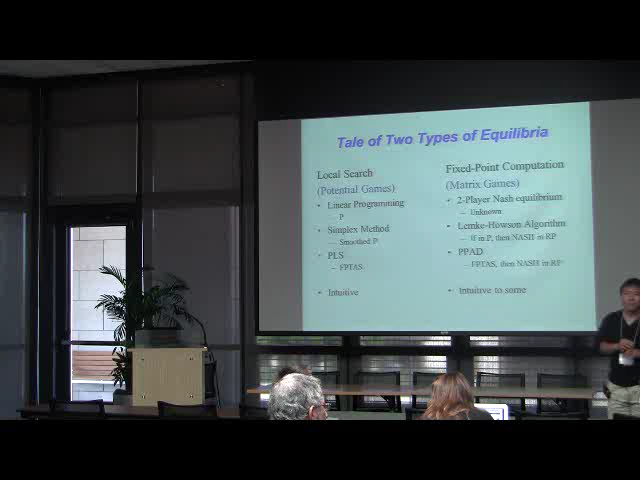 Tale of Two Types of Equilibria
Local Search
(Potential Games)
• Linear Programming
– P
• Simplex Method
– Smoothed P
• PLS
– FPTAS
• Intuitive
Fixed-Point Computation
(Matrix Games)
• 2-Player Nash equilibrium
– Unknown
• Lemke-Howson Algorithm
– If in P, then NASH in RP
• PPAD
– FPTAS, then NASH in RP
• Intuitive to some